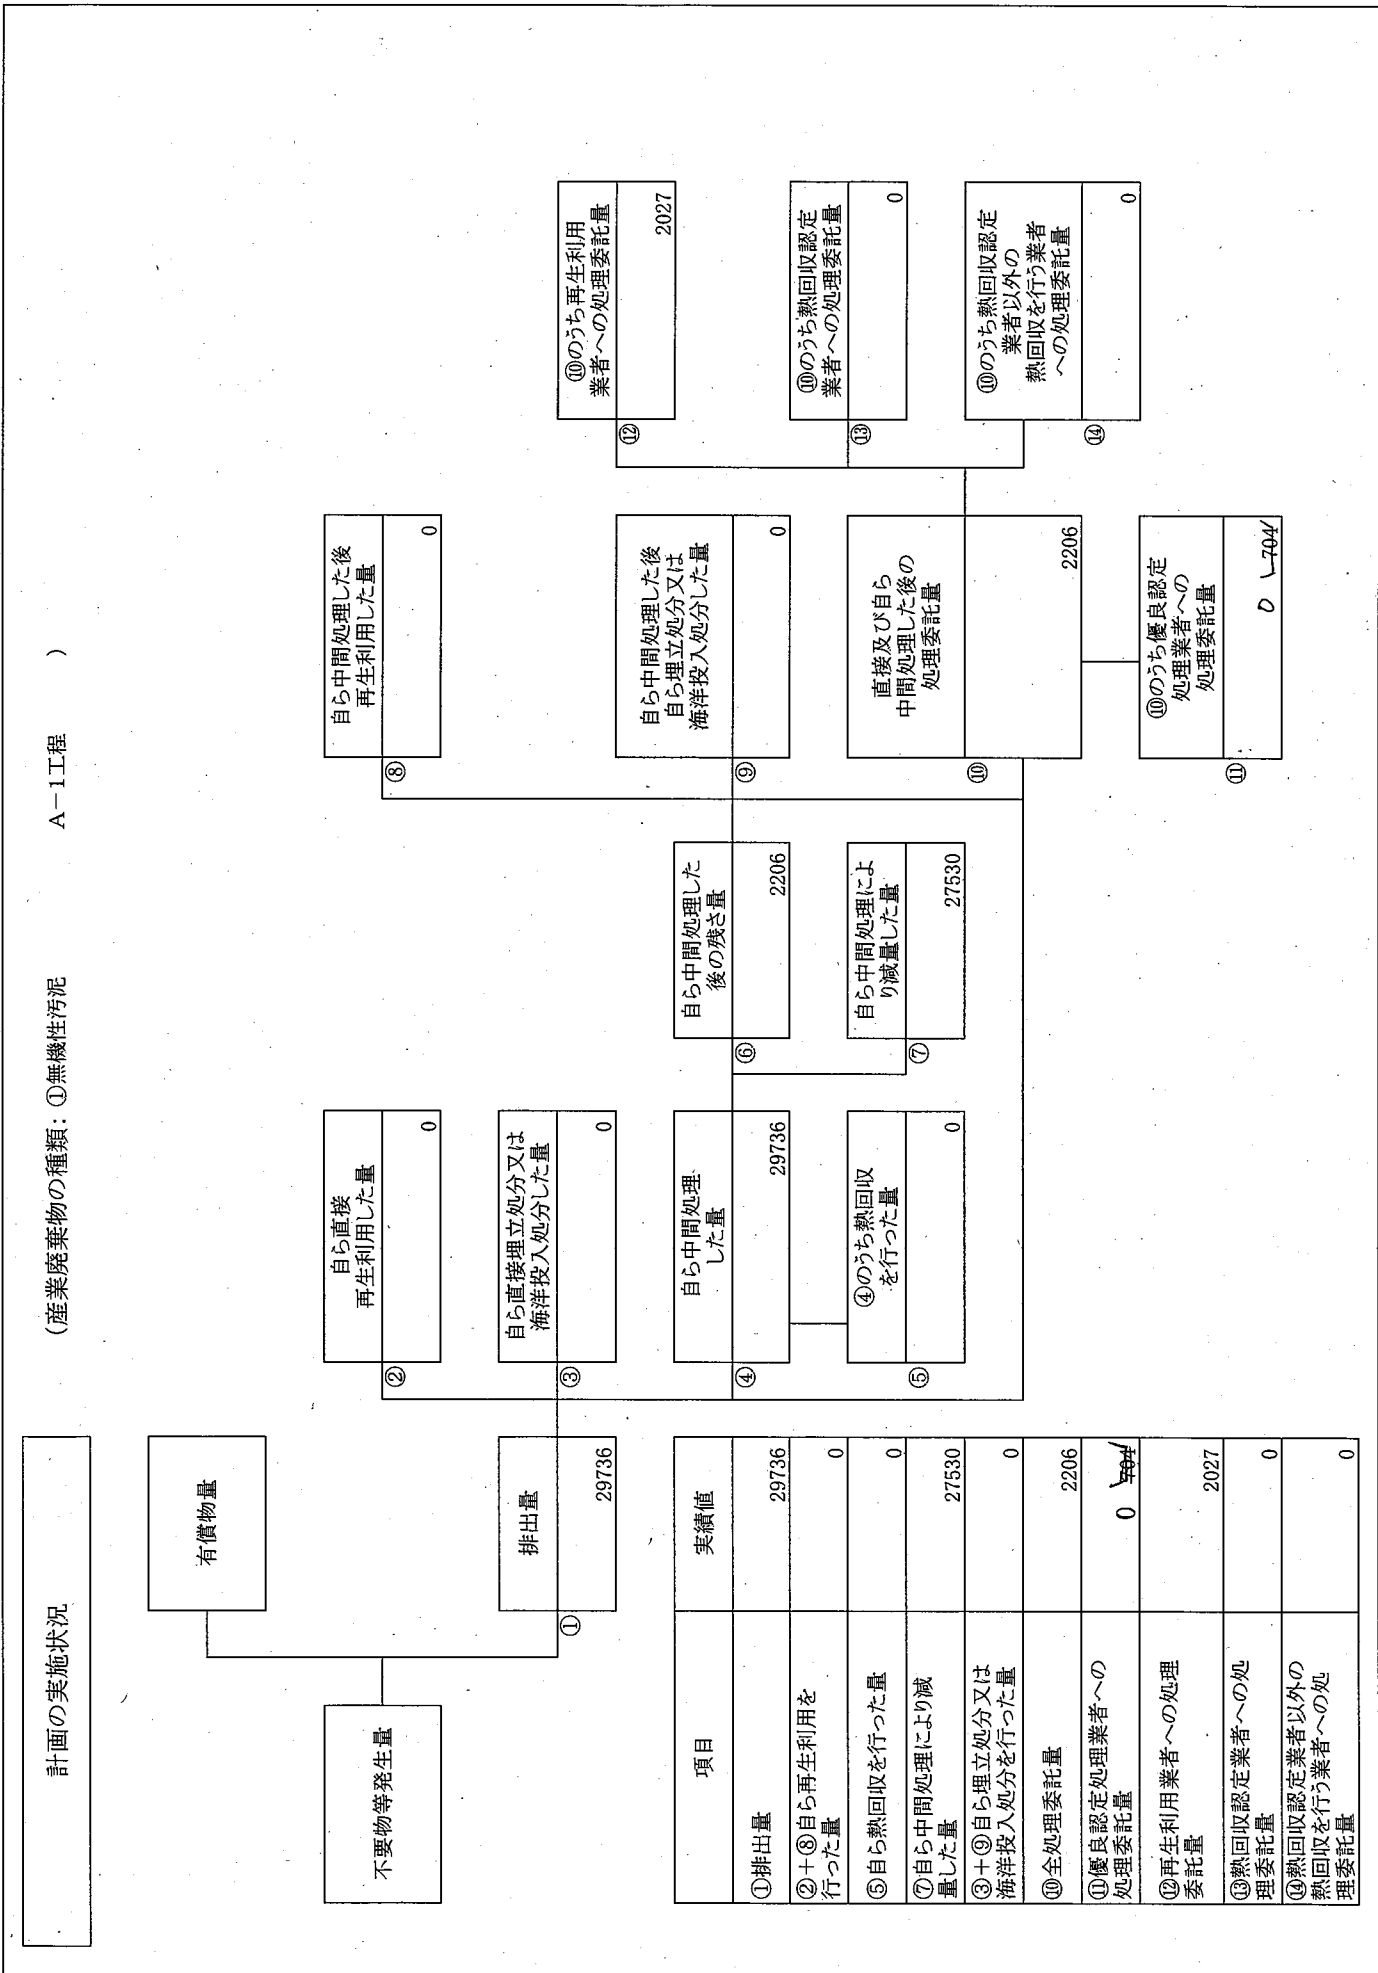 計画の実施状況
(産業廃棄物の種類：①無機性汚泥 A－1工程 )
不要物等発生量
有償物量
排出量
①
29736
自ら直接
再生利用した量
②
0
自ら直接埋立処分又は
海洋投入処分した量
③
0
自ら中間処理
した量
④
29736
④のうち熱回収
を行った量
⑤
0
自ら中間処理した
後の残さ量
⑥
2206
自ら中間処理によ
り減量した量
⑦
27530
自ら中間処理した後
再生利用した量
⑧
0
自ら中間処理した後
自ら埋立処分又は
海洋投入処分した量
⑨
0
直接及び自ら
中間処理した後の
処理委託量
⑩
2206
⑩のうち優良認定
処理業者への
処理委託量
⑪
0 704
⑩のうち再生利用
業者への処理委託量
⑫
2027
⑩のうち熱回収認定
業者への処理委託量
⑬
0
⑩のうち熱回収認定
業者以外の
熱回収を行う業者
への処理委託量
⑭
0
項目 実績値
①排出量 29736
②＋⑧自ら再生利用を
行った量 0
⑤自ら熱回収を行った量 0
⑦自ら中間処理により減
量した量 27530
③＋⑨自ら埋立処分又は
海洋投入処分を行った量 0
⑩全処理委託量 2206
⑪優良認定処理業者への
処理委託量 0 704
⑫再生利用業者への処理
委託量 2027
⑬熱回収認定業者への処
理委託量 0
⑭熱回収認定業者以外の
熱回収を行う業者への処
理委託量 0